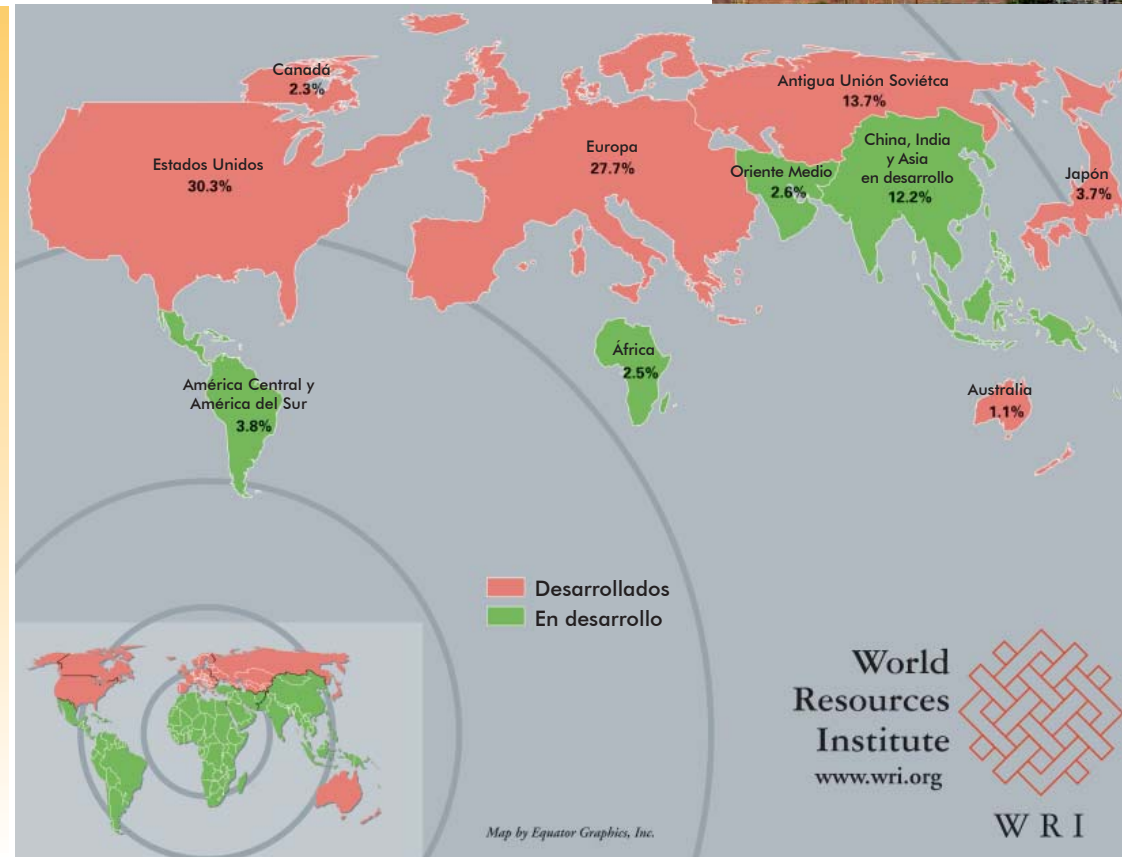 Canadá
2.3%
Estados Unidos
30.3%
Europa
27.7%
Antigua Unión Soviétca
13.7%
Oriente Medio
2.6%
China, India
y Asia
en desarrollo
12.2%
Japón
3.7%
África
2.5%
América Central y
América del Sur
3.8%
Australia
1.1%
Desarrollados
En desarrollo
World
Resources
Institute
www.wri.org
W R I
Map by Equator Graphics, Inc.